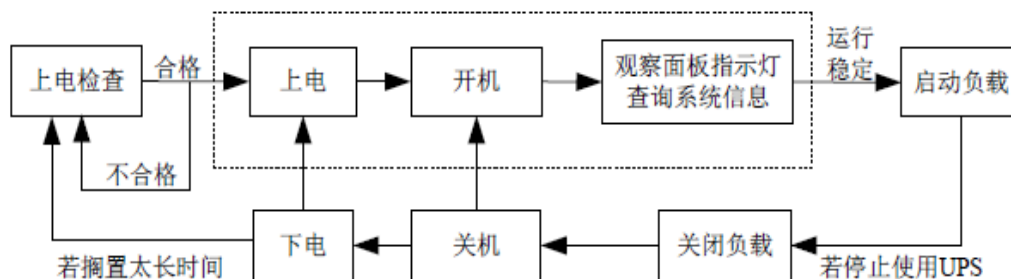 上电检查
合格
不合格
上电
开机
观察面板指示灯
查询系统信息
运行
稳定
启动负载
下电
关机
关闭负载
若搁置太长时间
若停止使用UPS